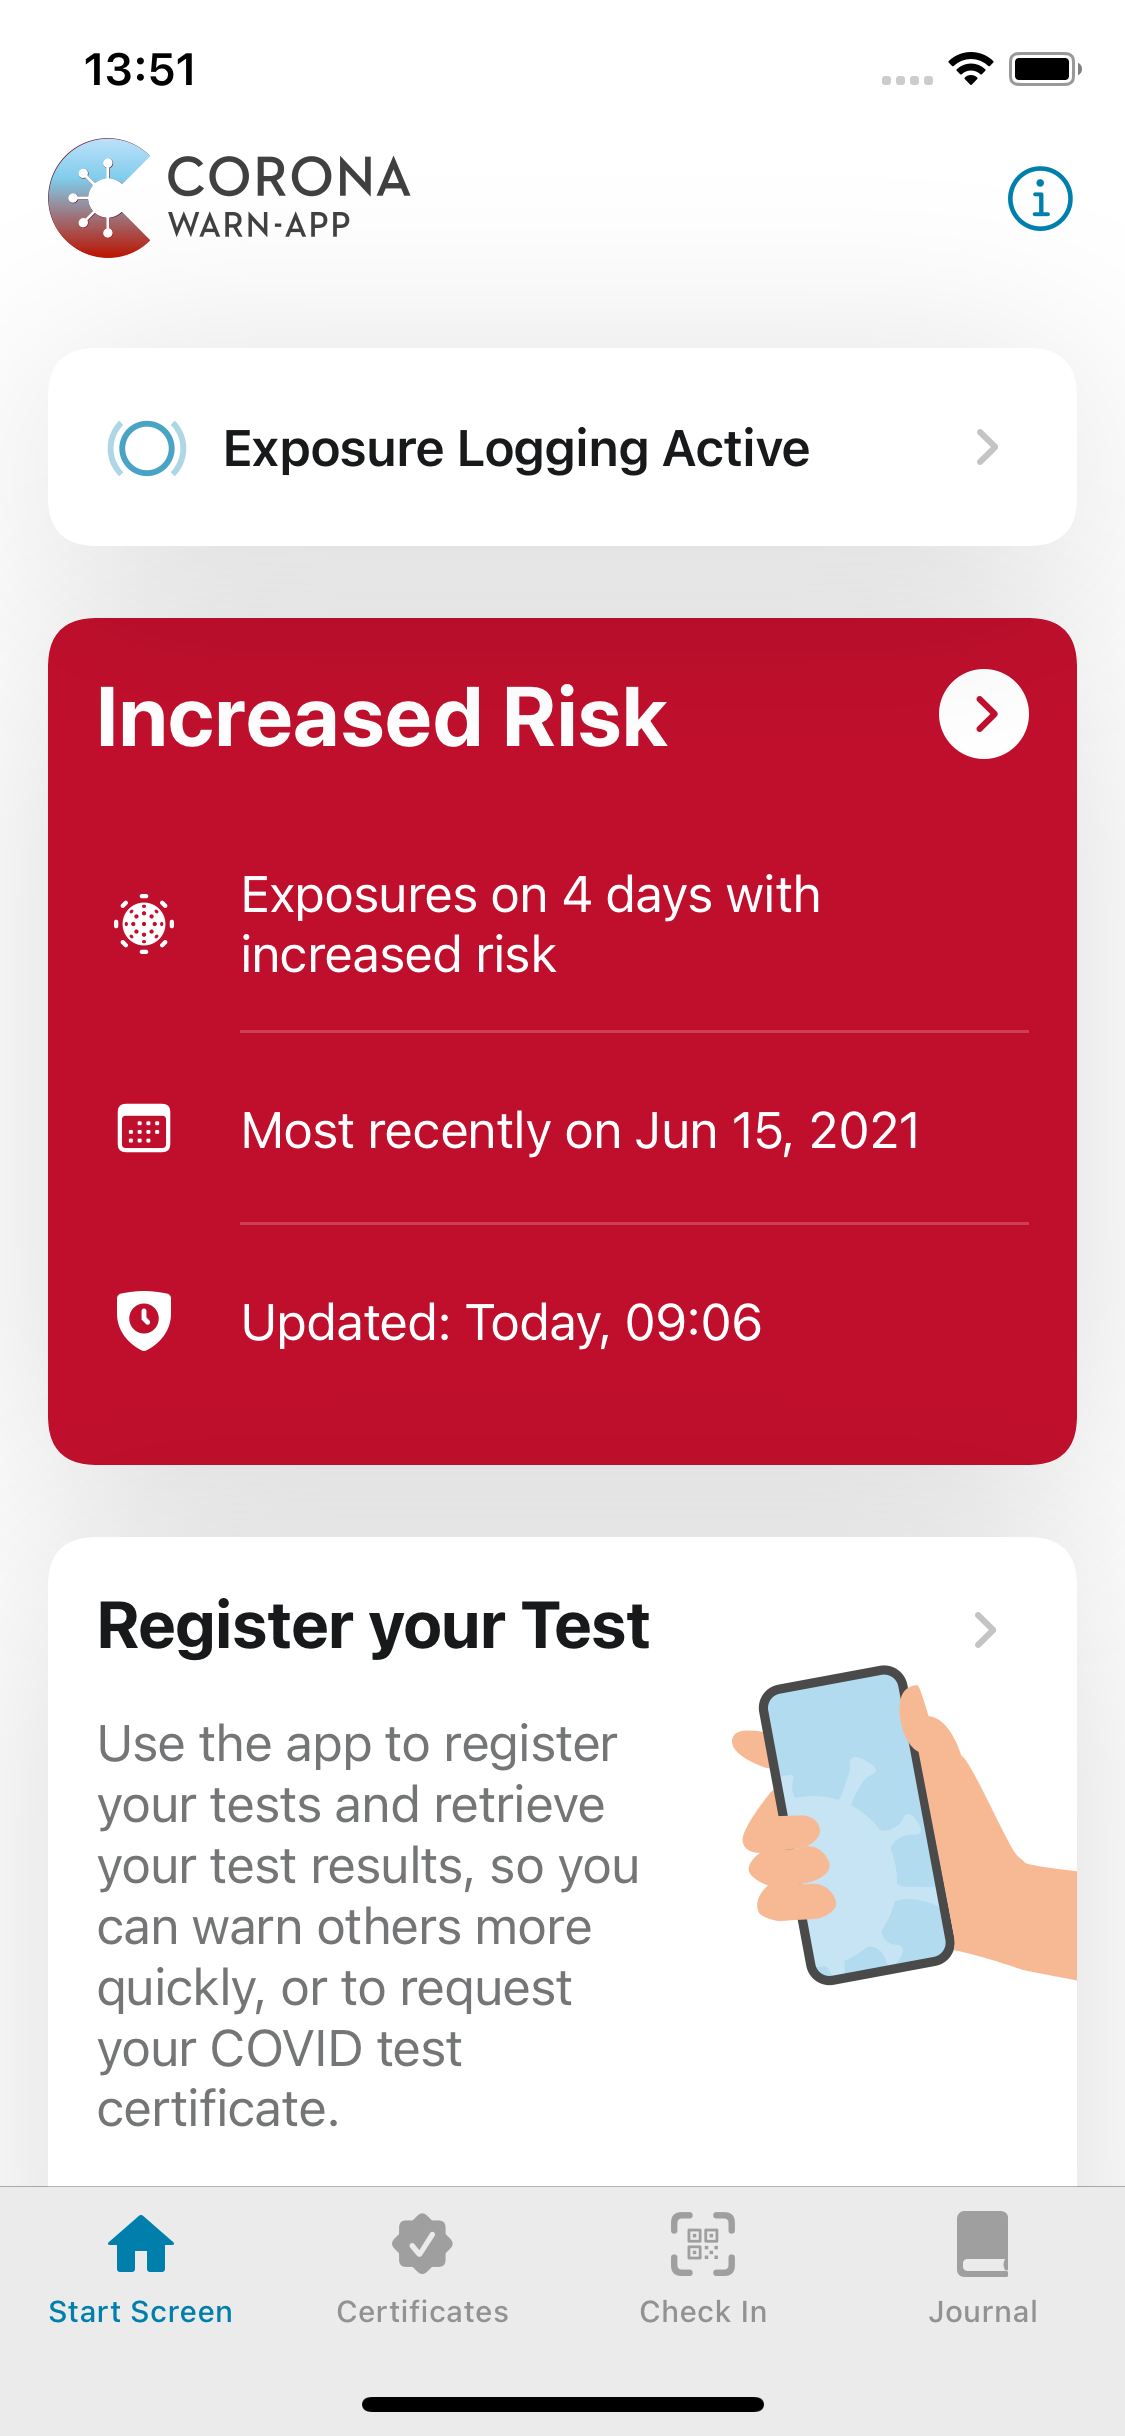 13:51
CORONA
WARN-APP
Exposure Logging Active
Increased Risk
Exposures on 4 days with
increased risk
Most recently on Jun 15, 2021
Updated: Today, 09:06
Register your Test
Use the app to register
your tests and retrieve
your test results, so you
can warn others more
quickly, or to request
your COVID test
certificate.
Start Screen
Certificates
Check In
Journal